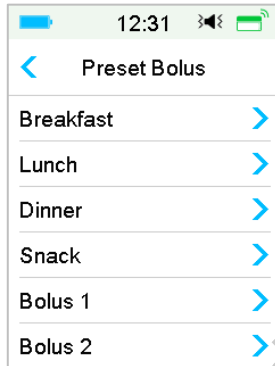 12:31
Preset Bolus
Breakfast
Lunch
Dinner
Snack
Bolus 1
Bolus 2